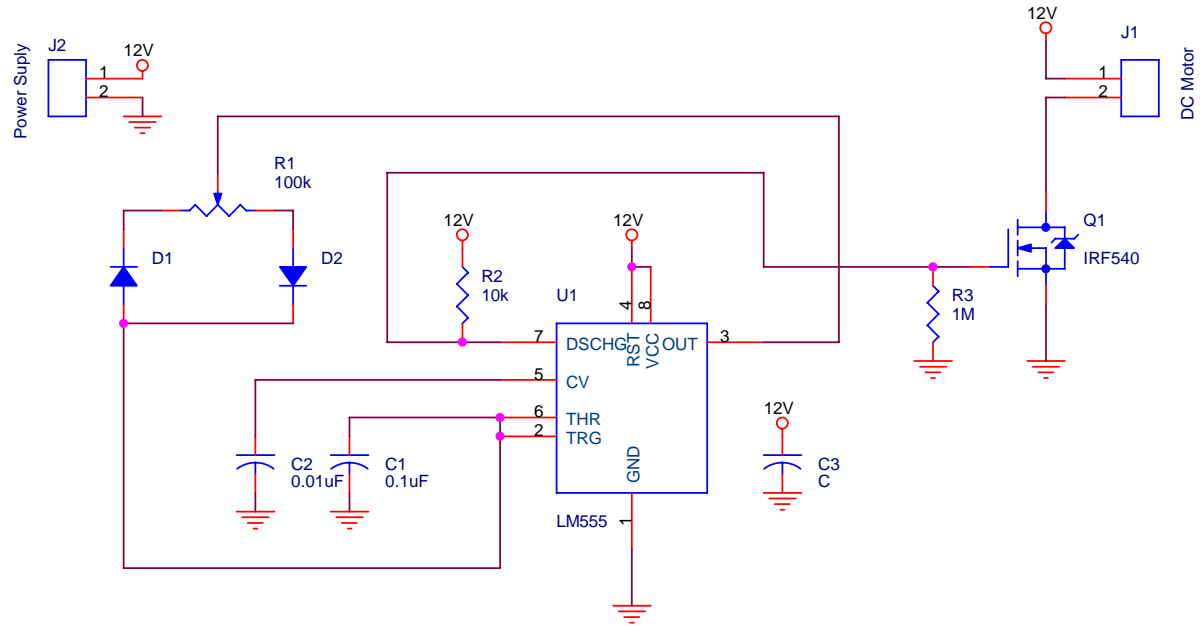 12V
J1
J2
12V
Power Suply
1
2
1
2
DC Motor
R1
100k
D1
D2
12V
12V
R2
10k
U1
4
8
7
DSCHG
RST
VCC
OUT
3
5
CV
6
THR
2
TRG
GND
1
LM555
Q1
IRF540
R3
1M
12V
C2
0.01uF
C1
0.1uF
C3
C